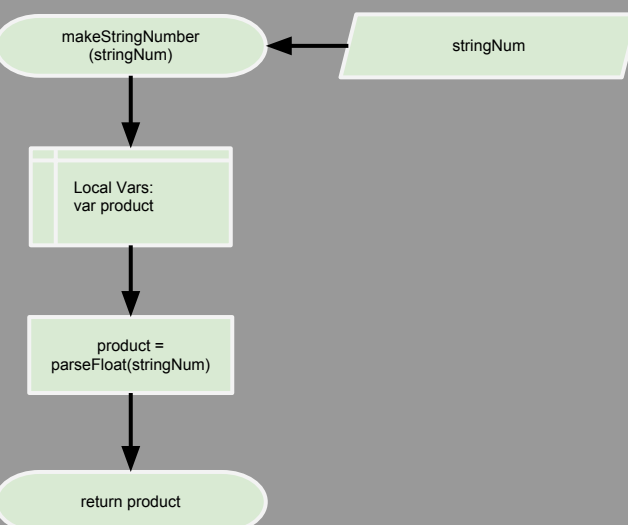 makeStringNumber
(stringNum)
stringNum
Local Vars:
var product
product =
parseFloat(stringNum)
return product